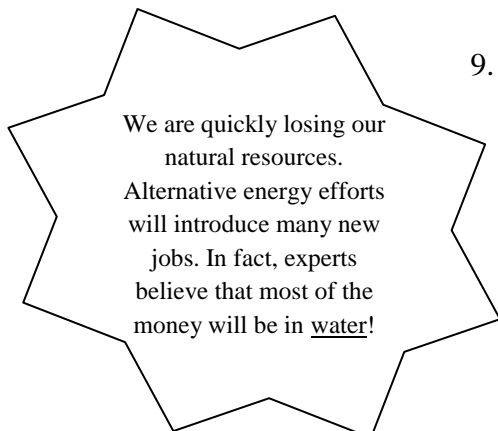 9.
We are quickly losing our
natural resources.
Alternative energy efforts
will introduce many new
jobs. In fact, experts
believe that most of the
money will be in water!